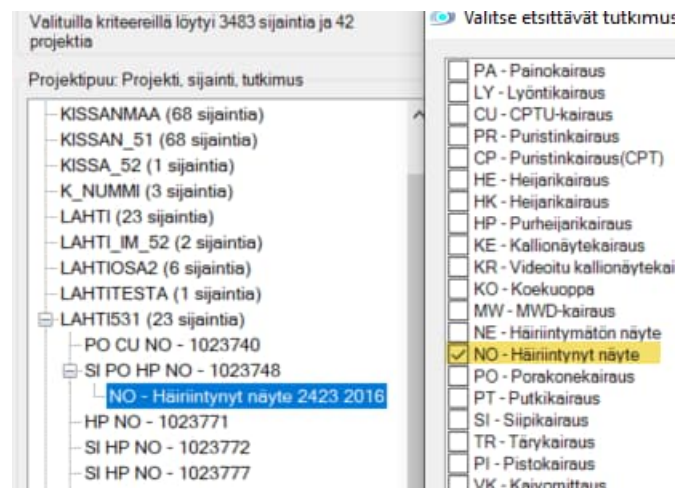 Valituilla kriteereillä löytyi 3483 sijaintia ja 42
projektia
Projektipuu: Projekti, sijainti, tutkimus
KISSANMAA (68 sijaintia)
KISSAN_51 (68 sijaintia)
KISSA_52 (1 sijaintia)
K_NUMMI (3 sijaintia)
LAHTI (23 sijaintia)
LAHTI_IM_52 (2 sijaintia)
LAHTIOSA2 (6 sijaintia)
LAHTITESTA (1 sijaintia)
LAHTI531 (23 sijaintia)
PO CU NO - 1023740
SI PO HP NO - 1023748
NO - Häiriintynyt näyte 2423 2016
HP NO - 1023771
SI HP NO - 1023772
SI HP NO - 1023777
Valitse etsittävät tutkimus
PA - Painokairaus
LY - Lyöntikairaus
CU - CPTU-kairaus
PR - Puristinkairaus
CP - Puristinkairaus(CPT)
HE - Heijarikairaus
HK - Heijarikairaus
HP - Purheijarikairaus
KE - Kallionäytekairaus
KR - Videoitu kallionäytekai
KO - Koekuoppa
MW - MWD-kairaus
NE - Häiriintymätön näyte
NO - Häiriintynyt näyte
PO - Porakonekairaus
PT - Putkikairaus
SI - Siipikairaus
TR - Tärykairaus
PI - Pistokairaus
VK - Kaivomittaus